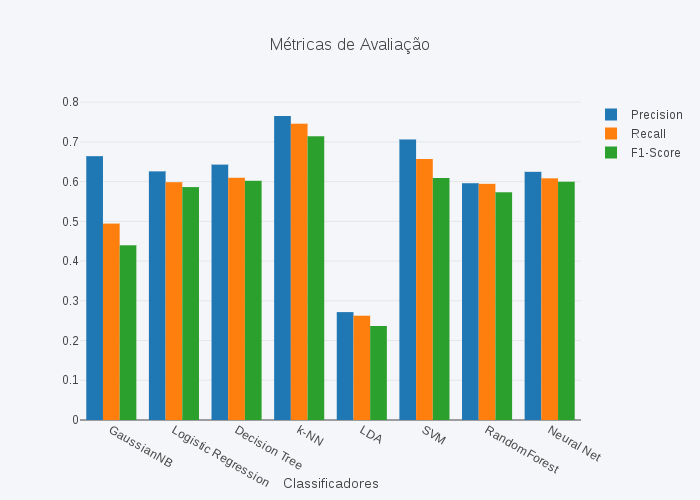 Métricas de Avaliação
0.8
0.7
0.6
0.5
0.4
0.3
0.2
0.1
0
Precision
Recall
F1-Score
GaussianNB
Logistic Regression
Decision Tree
k-NN
LDA
SVM
RandomForest
Neural Net
Classificadores